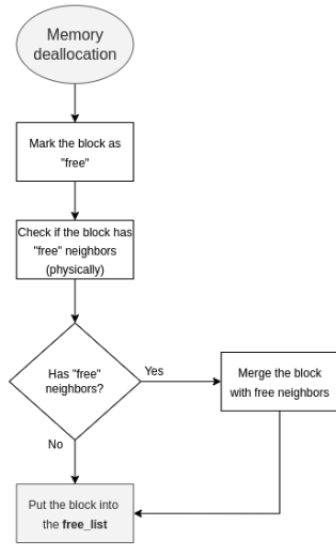 Memory
deallocation
Mark the block as
"free"
Check if the block has
"free" neighbors
(physically)
Has "free"
neighbors?
Yes
Merge the block
with free neighbors
No
Put the block into
the free_list